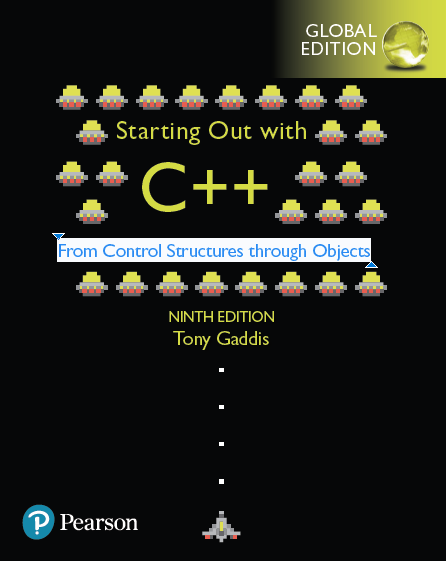 GLOBAL
EDITION
Starting Out with
C++
From Control Structures through Objects
NINTH EDITION
Tony Gaddis
P Pearson